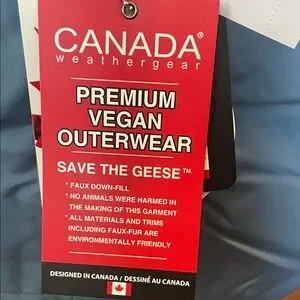 CANADA®
weathergear
PREMIUM
VEGAN
OUTERWEAR
SAVE THE GEESE™
* FAUX DOWN-FILL
* NO ANIMALS WERE HARMED IN
THE MAKING OF THIS GARMENT
* ALL MATERIALS AND TRIMS
INCLUDING FAUX-FUR ARE
ENVIRONMENTALLY FRIENDLY
DESIGNED IN CANADA / DESSINÉ AU CANADA